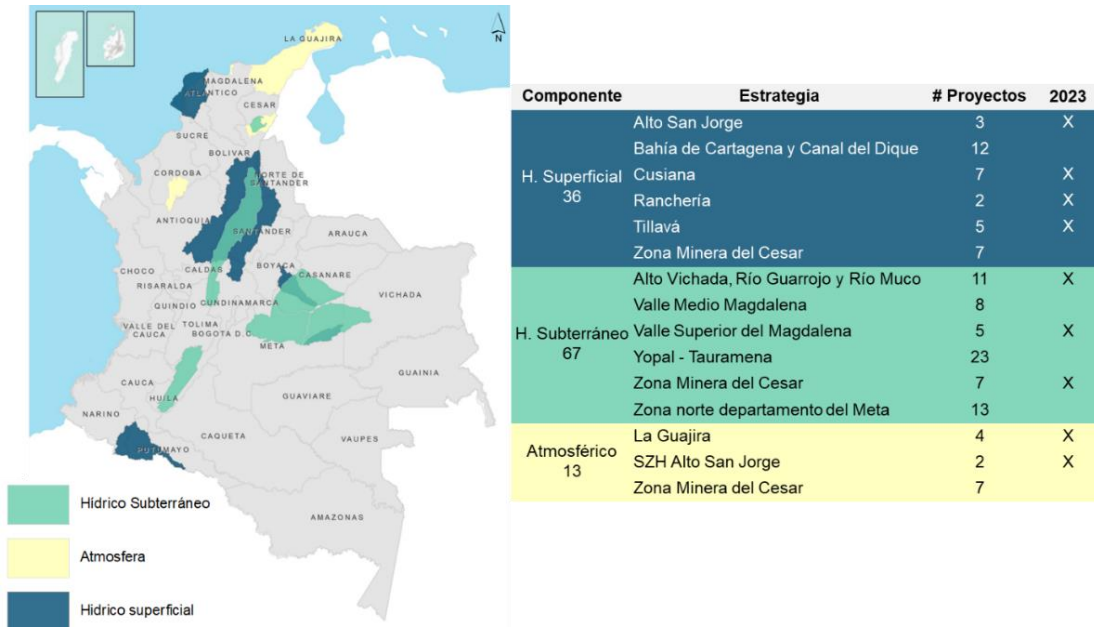 LA GUAJIRA
N
MAGDALENA
ATLANTICO
CESAR
SUCRE
BOLIVAR
NORTE DE
SANTANDER
CORDOBA
ANTIOQUIA
SANTANDER
ARAUCA
CHOCO
CALDAS
BOYACA
CASANARE
RISARALDA
VICHADA
QUINDIO
CUNDINAMARCA
VALLE DEL
CAUCA
TOLIMA
BOGOTA D.C.
META
GUAINIA
CAUCA
HUILA
GUAVIARE
NARINO
CAQUETA
VAUPES
PUTUMAYO
AMAZONAS
Hídrico Subterráneo
Atmosfera
Hidrico superficial
Componente Estrategia # Proyectos 2023
H. Superficial
36
Alto San Jorge 3 X
Bahía de Cartagena y Canal del Dique 12
Cusiana 7 X
Ranchería 2 X
Tillavá 5 X
Zona Minera del Cesar 7
H. Subterráneo
67
Alto Vichada, Río Guarrojo y Río Muco 11 X
Valle Medio Magdalena 8
Valle Superior del Magdalena 5 X
Yopal - Tauramena 23
Zona Minera del Cesar 7 X
Zona norte departamento del Meta 13
Atmosférico
13
La Guajira 4 X
SZH Alto San Jorge 2 X
Zona Minera del Cesar 7